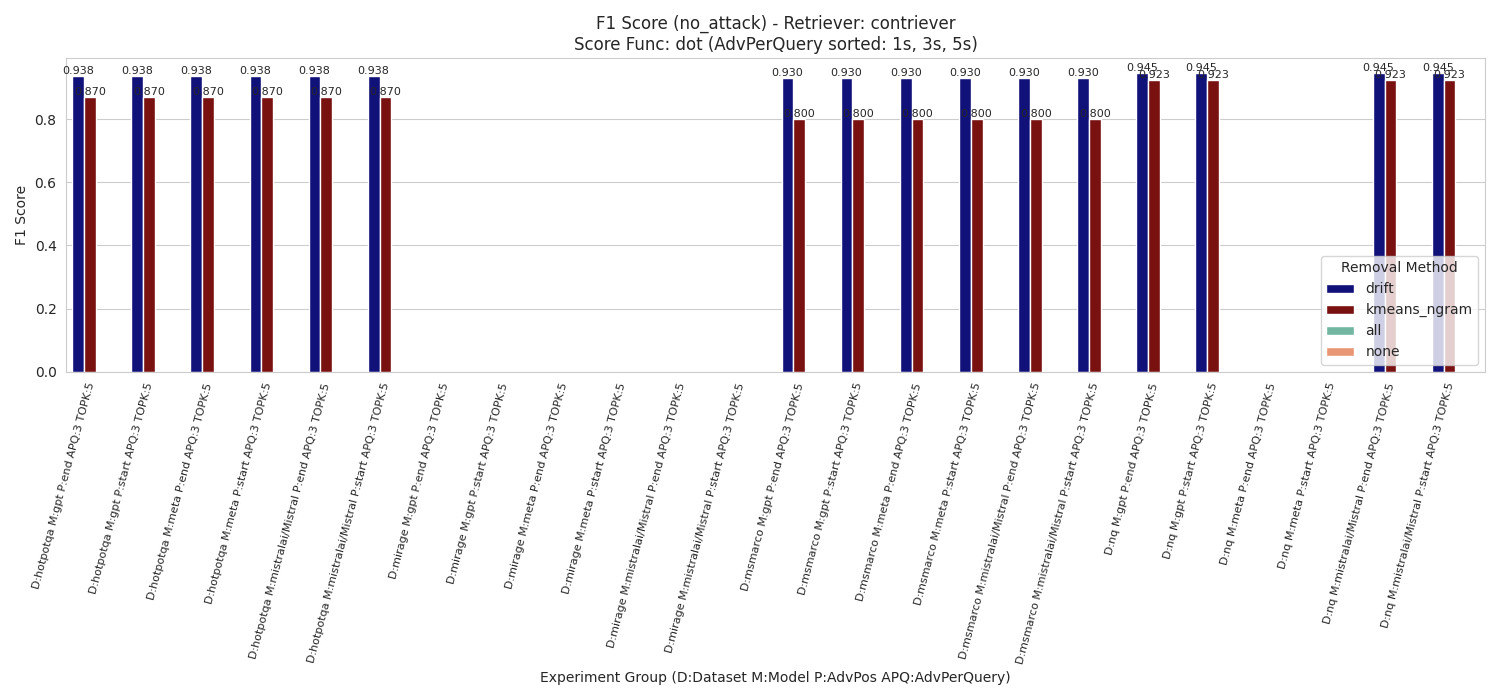 F1 Score (no_attack) - Retriever: contriever
Score Func: dot (AdvPerQuery sorted: 1s, 3s, 5s)
0.938 0.938 0.938 0.938 0.938 0.938 0.930 0.930 0.930 0.930 0.930 0.930 0.945 0.945 0.945 0.945
0.870 0.870 0.870 0.870 0.870 0.870 0.800 0.800 0.800 0.800 0.800 0.800 0.923 0.923 0.923 0.923
F1 Score
0.8
0.6
0.4
0.2
0.0
Removal Method
drift
kmeans_ngram
all
none
D:hotpotqa M:gpt P:end APQ:3 TOPK:5
D:hotpotqa M:gpt P:start APQ:3 TOPK:5
D:hotpotqa M:meta P:end APQ:3 TOPK:5
D:hotpotqa M:meta P:start APQ:3 TOPK:5
D:hotpotqa M:mistralai/Mistral P:end APQ:3 TOPK:5
D:hotpotqa M:mistralai/Mistral P:start APQ:3 TOPK:5
D:mirage M:gpt P:end APQ:3 TOPK:5
D:mirage M:gpt P:start APQ:3 TOPK:5
D:mirage M:meta P:end APQ:3 TOPK:5
D:mirage M:meta P:start APQ:3 TOPK:5
D:mirage M:mistralai/Mistral P:end APQ:3 TOPK:5
D:mirage M:mistralai/Mistral P:start APQ:3 TOPK:5
D:msmarco M:gpt P:end APQ:3 TOPK:5
D:msmarco M:gpt P:start APQ:3 TOPK:5
D:msmarco M:meta P:end APQ:3 TOPK:5
D:msmarco M:meta P:start APQ:3 TOPK:5
D:msmarco M:mistralai/Mistral P:end APQ:3 TOPK:5
D:msmarco M:mistralai/Mistral P:start APQ:3 TOPK:5
D:nq M:gpt P:end APQ:3 TOPK:5
D:nq M:gpt P:start APQ:3 TOPK:5
D:nq M:meta P:end APQ:3 TOPK:5
D:nq M:meta P:start APQ:3 TOPK:5
D:nq M:mistralai/Mistral P:end APQ:3 TOPK:5
D:nq M:mistralai/Mistral P:start APQ:3 TOPK:5
Experiment Group (D:Dataset M:Model P:AdvPos APQ:AdvPerQuery)